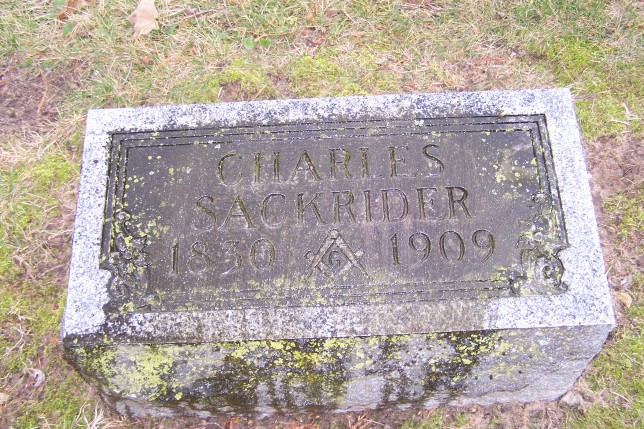 CHARLES
SACKRIDER
1830 G 1909